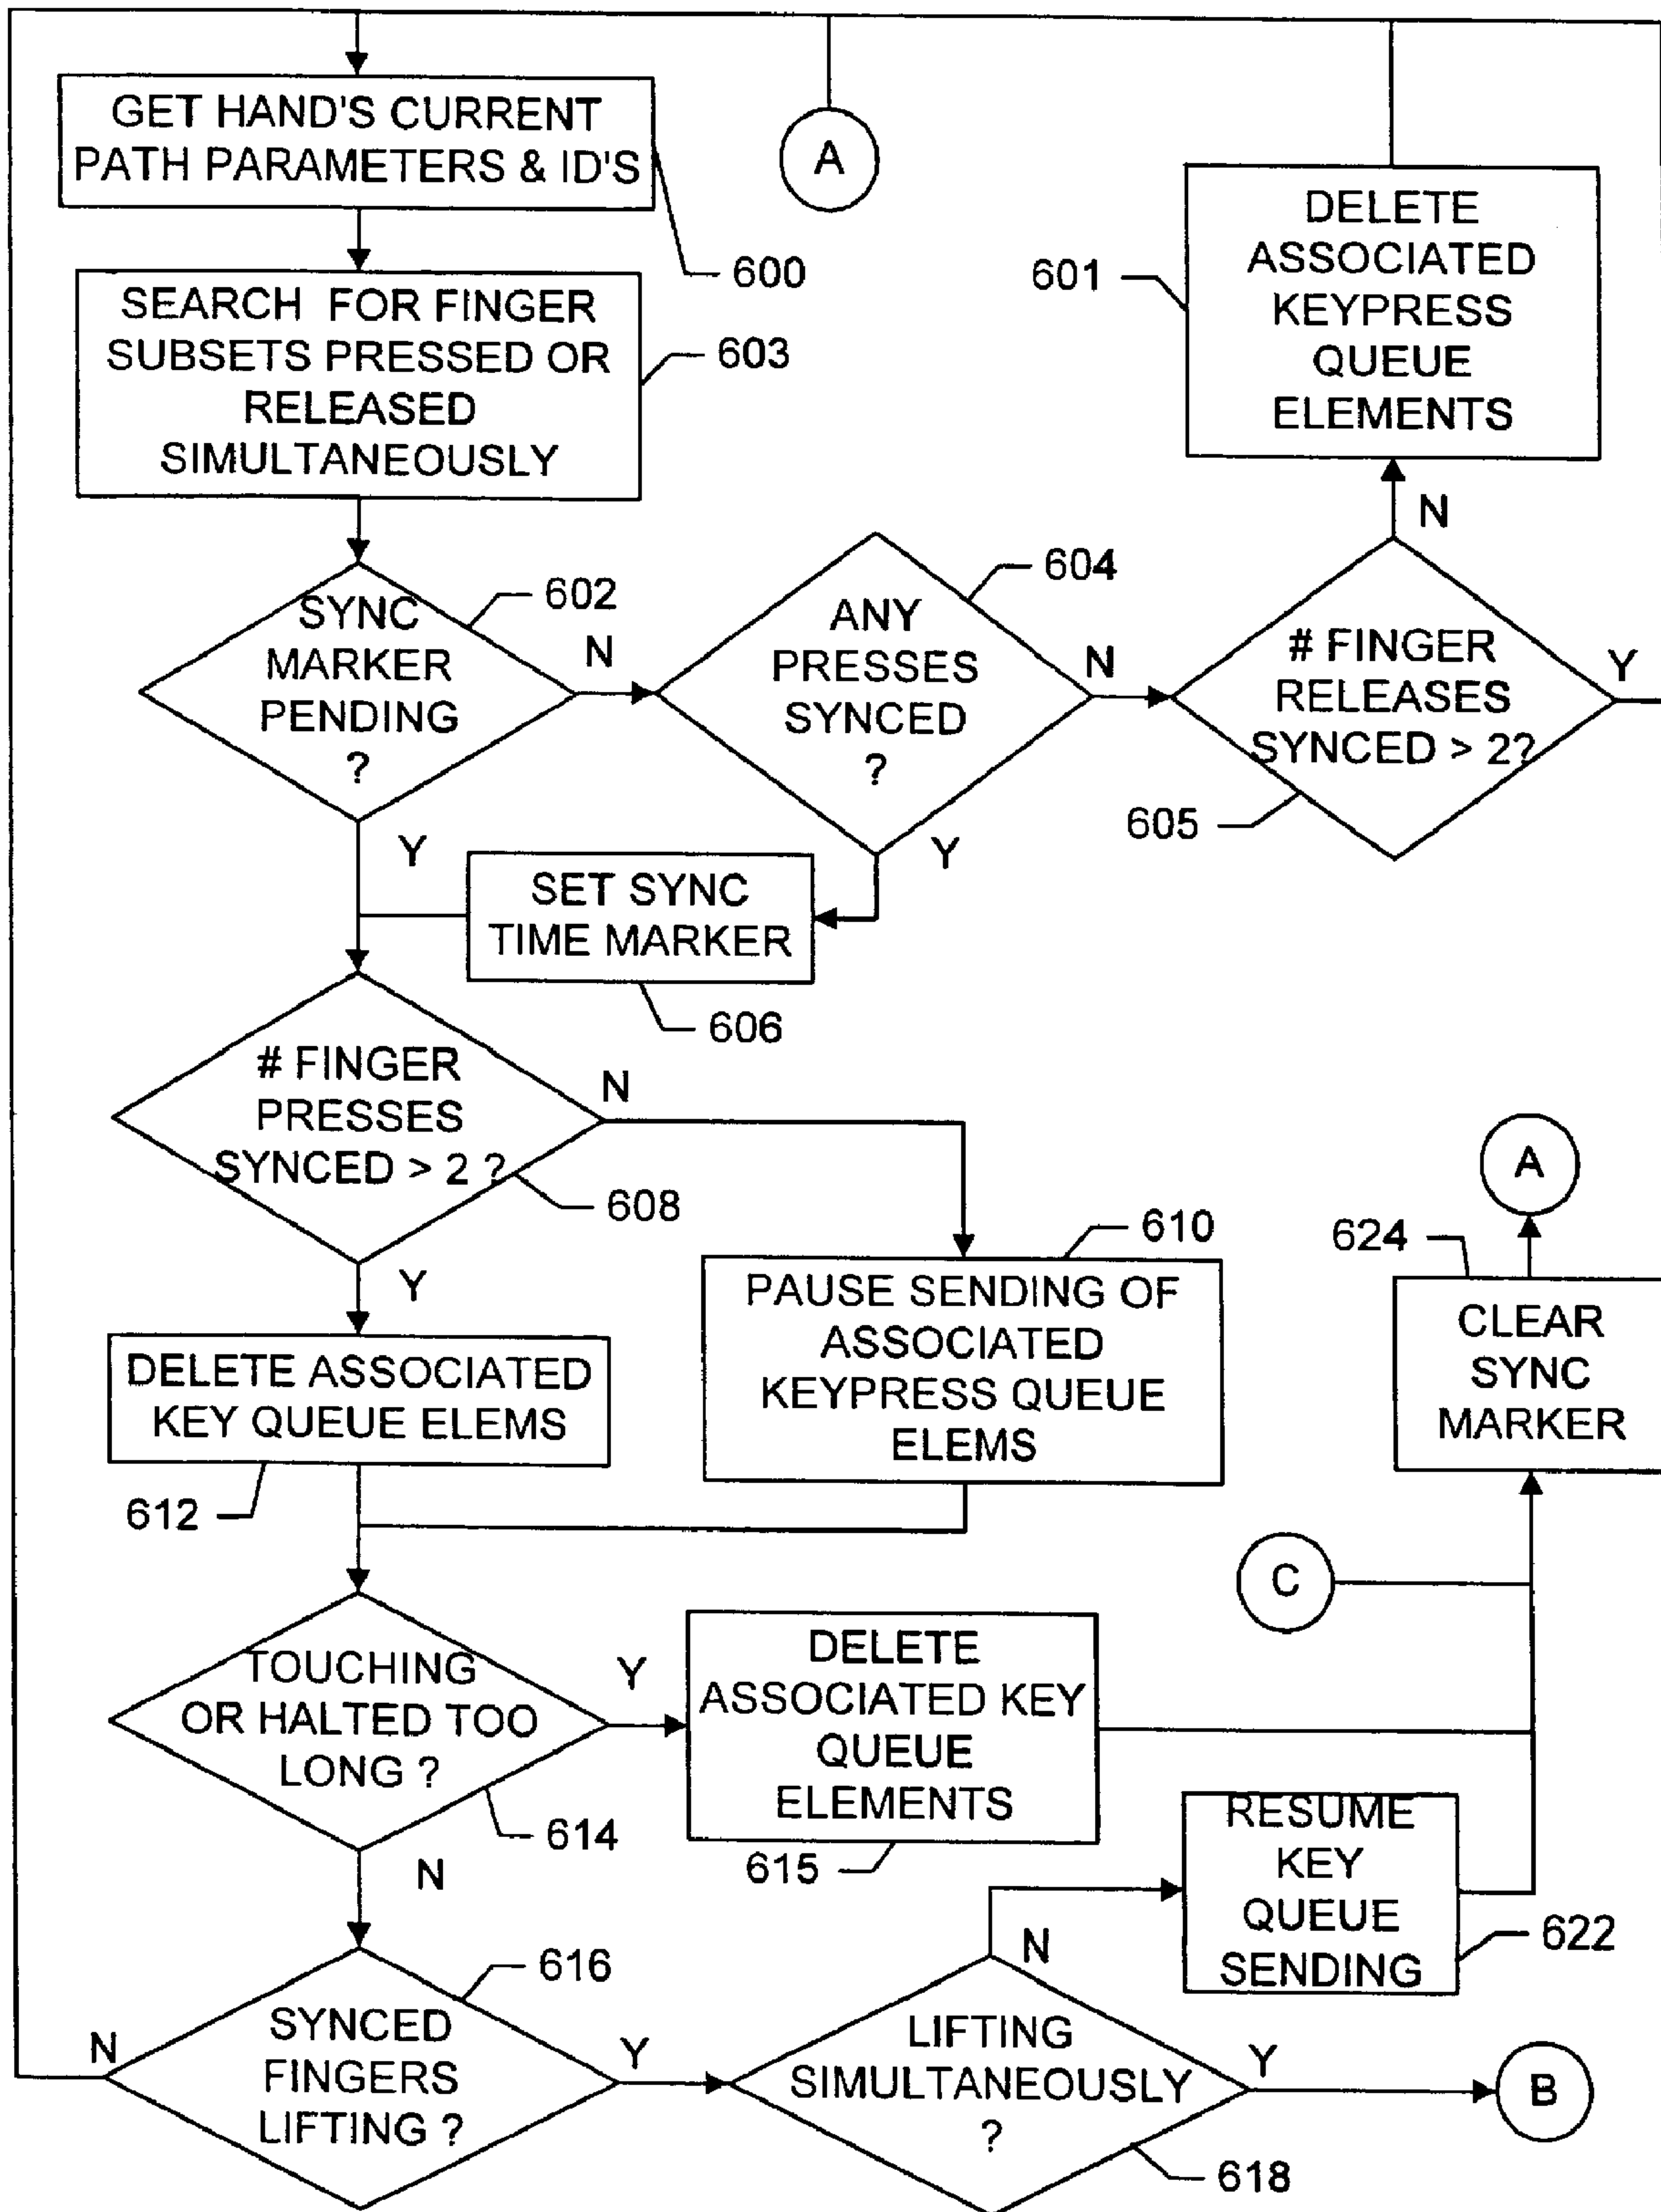 GET HAND'S CURRENT
PATH PARAMETERS & ID'S
600
A
DELETE
ASSOCIATED
KEYPRESS
QUEUE
ELEMENTS
601
SEARCH FOR FINGER
SUBSETS PRESSED OR
RELEASED
SIMULTANEOUSLY
603
SYNC
MARKER
PENDING
?
602
N
Y
ANY
PRESSES
SYNCED
?
604
N
Y
# FINGER
RELEASES
SYNCED > 2?
605
N
Y
SET SYNC
TIME MARKER
606
# FINGER
PRESSES
SYNCED > 2 ?
608
N
Y
PAUSE SENDING OF
ASSOCIATED
KEYPRESS QUEUE
ELEMS
610
DELETE ASSOCIATED
KEY QUEUE ELEMS
612
A
624
CLEAR
SYNC
MARKER
C
TOUCHING
OR HALTED TOO
LONG ?
614
Y
N
DELETE
ASSOCIATED KEY
QUEUE
ELEMENTS
615
RESUME
KEY
QUEUE
SENDING
622
SYNCED
FINGERS
LIFTING ?
616
N
Y
LIFTING
SIMULTANEOUSLY
?
618
N
Y
B